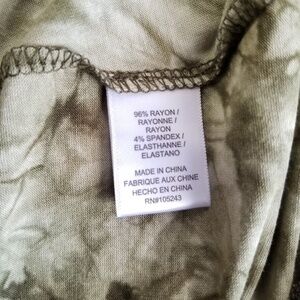 96% RAYON /
RAYONNE /
RAYON
4% SPANDEX /
ELASTHANNE /
ELASTANO
MADE IN CHINA
FABRIQUE AUX CHINE
HECHO EN CHINA
RN#105243